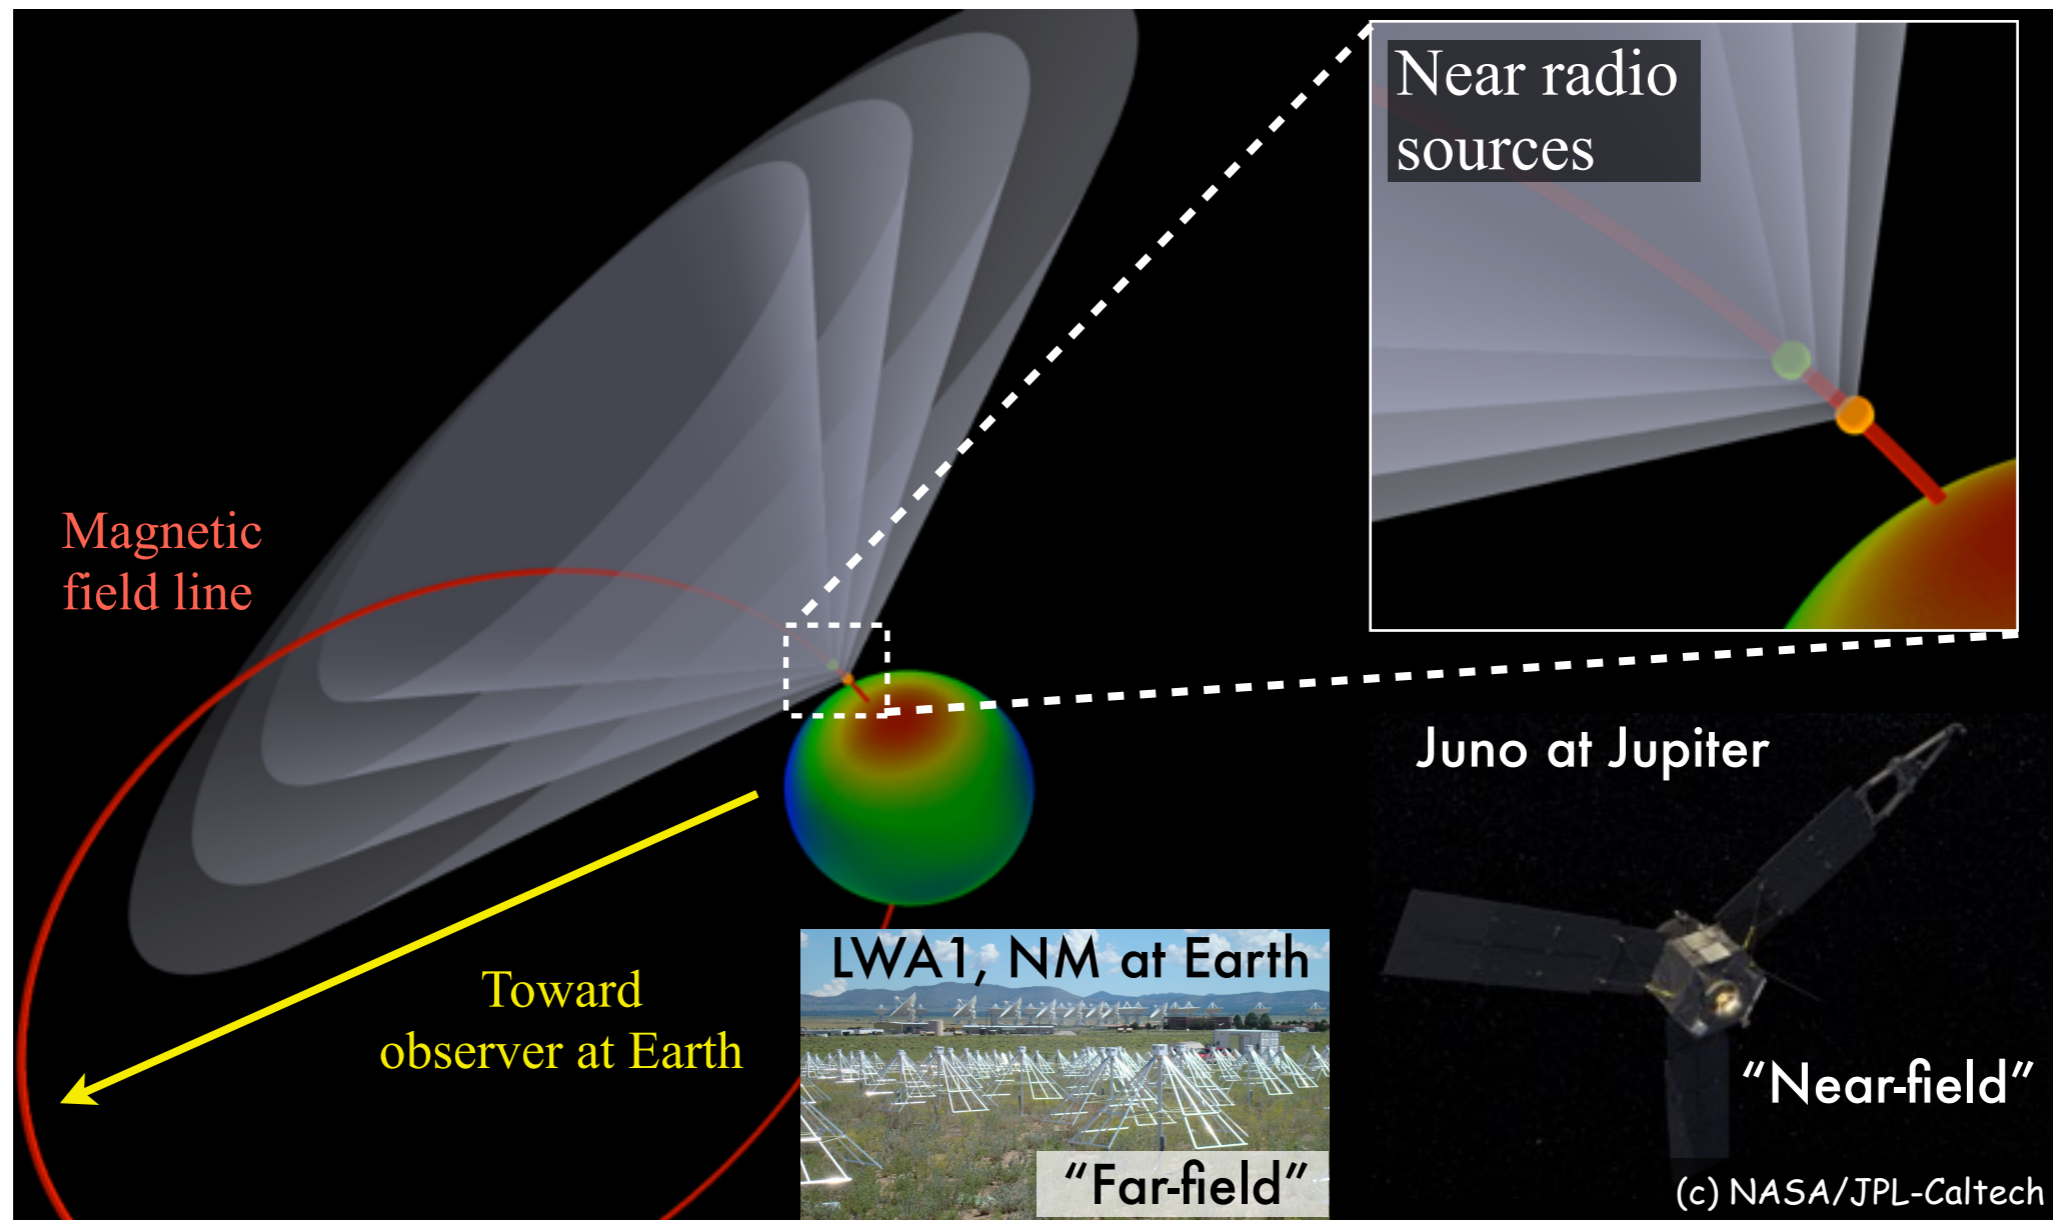 Near radio
sources
Magnetic
field line
Juno at Jupiter
LWA1, NM at Earth
Toward
observer at Earth
“Near-field”
“Far-field”
(c) NASA/JPL-Caltech